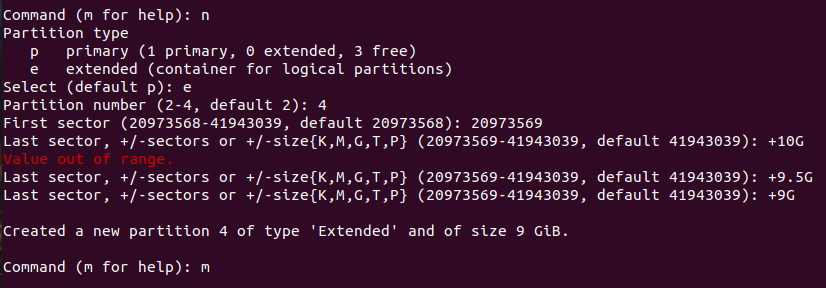 Command (m for help): n
Partition type
   p   primary (1 primary, 0 extended, 3 free)
   e   extended (container for logical partitions)
Select (default p): e
Partition number (2-4, default 2): 4
First sector (20973568-41943039, default 20973568): 20973569
Last sector, +/-sectors or +/-size{K,M,G,T,P} (20973569-41943039, default 41943039): +10G
Value out of range.
Last sector, +/-sectors or +/-size{K,M,G,T,P} (20973569-41943039, default 41943039): +9.5G
Last sector, +/-sectors or +/-size{K,M,G,T,P} (20973569-41943039, default 41943039): +9G
Created a new partition 4 of type 'Extended' and of size 9 GiB.
Command (m for help): m